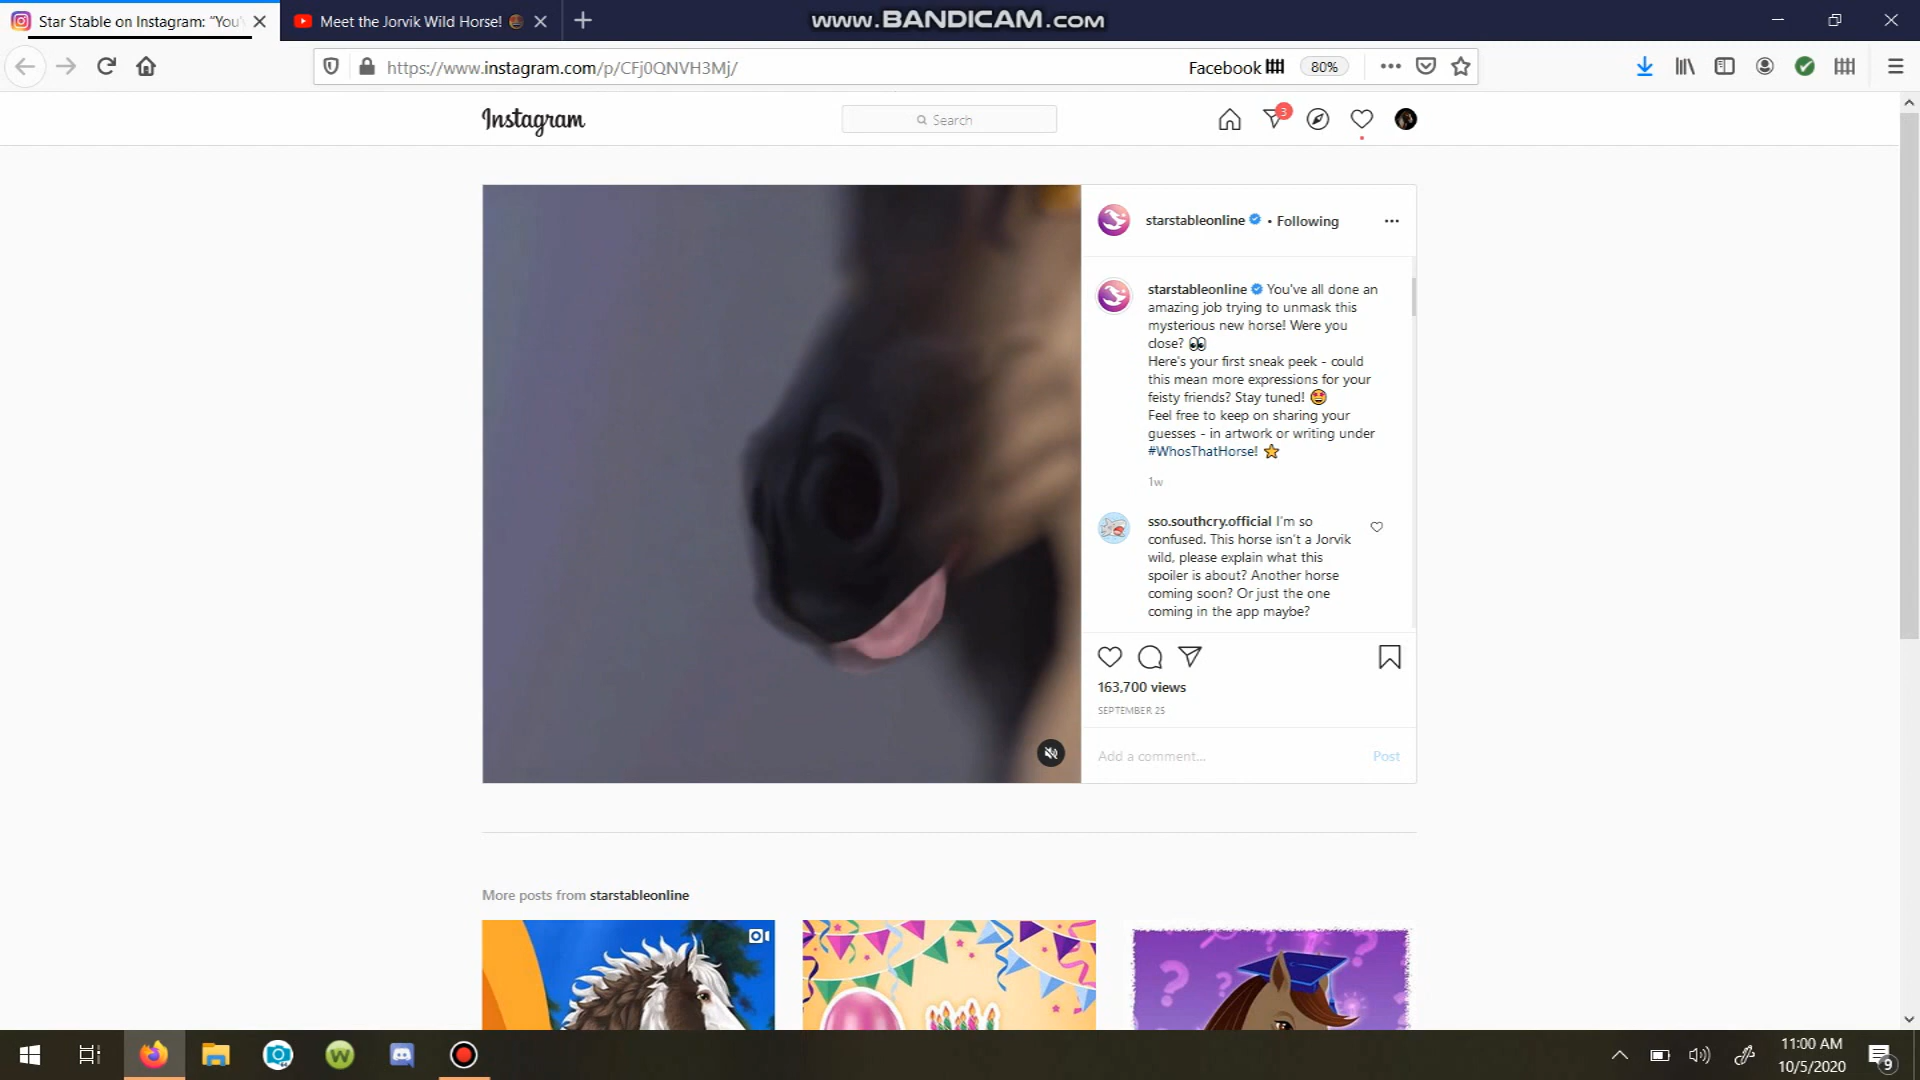 Star Stable on Instagram: “You'
Meet the Jorvik Wild Horse!
www.BANDICAM.com
https://www.instagram.com/p/CFj0QNVH3Mj/
Facebook
80%
Instagram
Search
3
starstableonline • Following
starstableonline You've all done an
amazing job trying to unmask this
mysterious new horse! Were you
close? 👀
Here's your first sneak peek - could
this mean more expressions for your
feisty friends? Stay tuned! 🤩
Feel free to keep on sharing your
guesses - in artwork or writing under
#WhosThatHorse! ⭐
1w
sso.southcry.official I'm so
confused. This horse isn't a Jorvik
wild, please explain what this
spoiler is about? Another horse
coming soon? Or just the one
coming in the app maybe?
163,700 views
SEPTEMBER 25
Add a comment...
Post
More posts from starstableonline
11:00 AM
10/5/2020
9